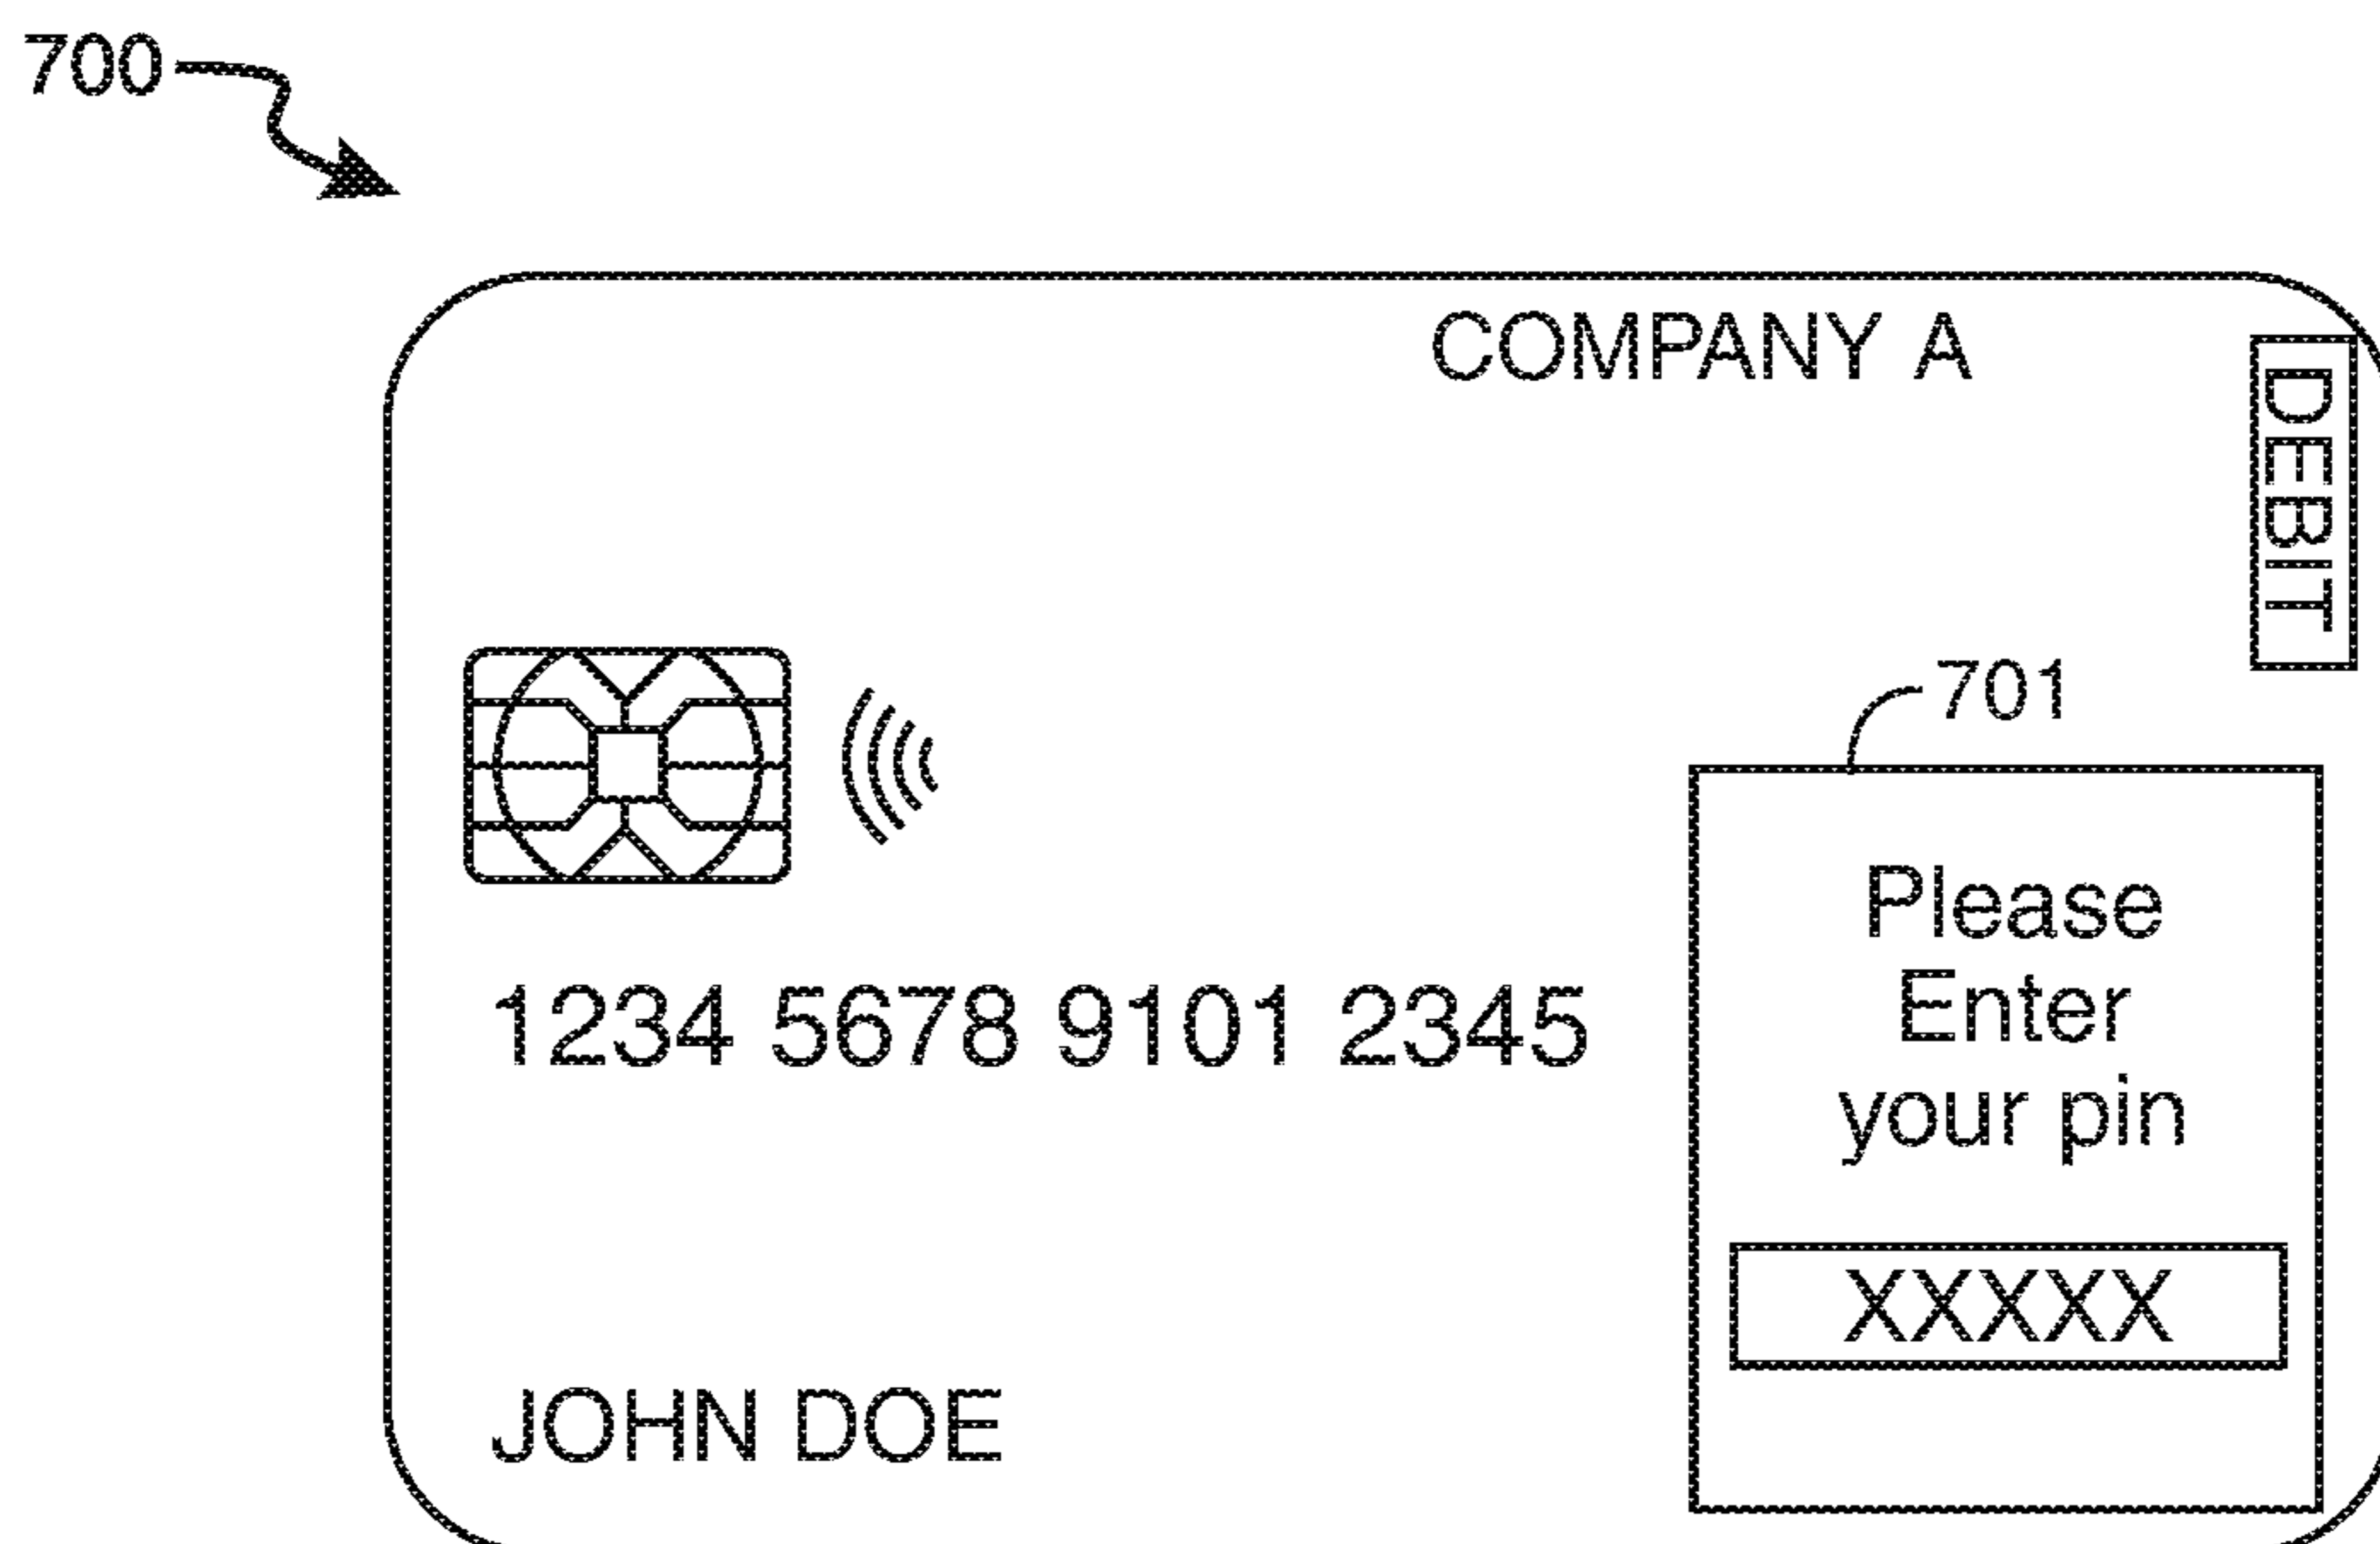 700
COMPANY A
DEBIT
701
Please
Enter
your pin
1234 5678 9101 2345
XXXXX
JOHN DOE